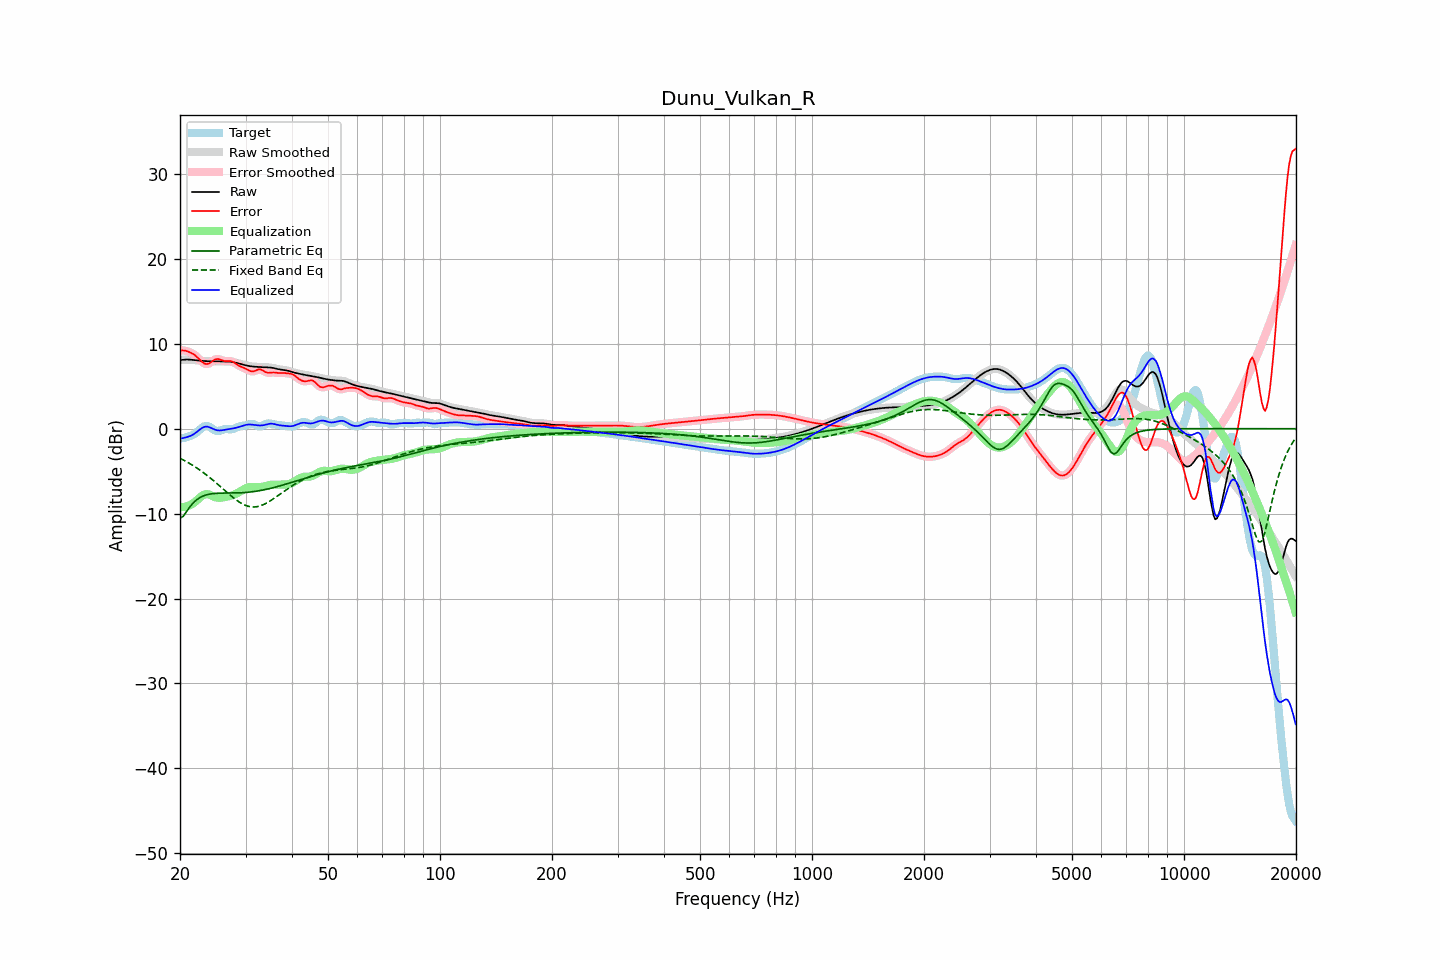 Dunu_Vulkan_R
Target
Raw Smoothed
Error Smoothed
Raw
Error
Equalization
Parametric Eq
Fixed Band Eq
Equalized
Amplitude (dBr)
30
20
10
0
−10
−20
−30
−40
−50
20
50
100
200
500
1000
2000
5000
10000
20000
Frequency (Hz)